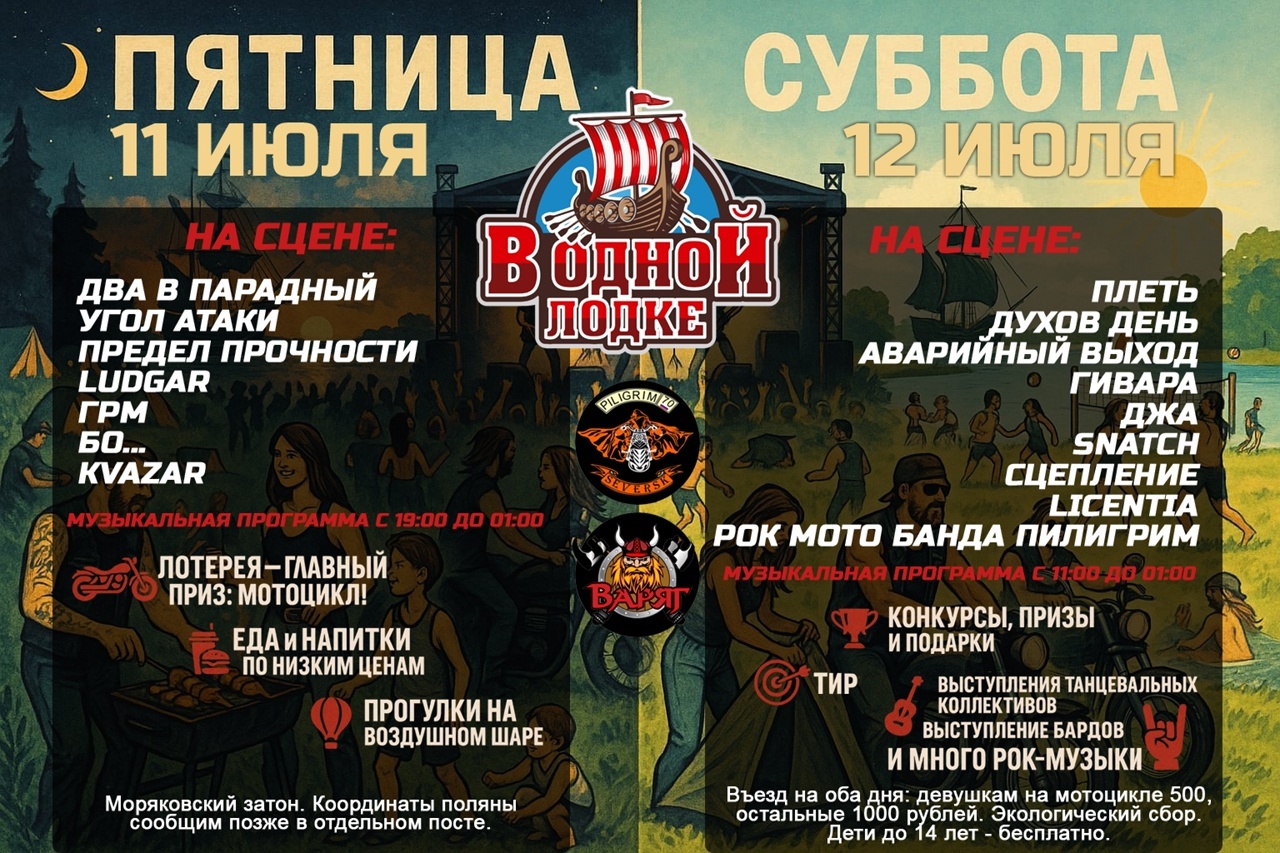 ПЯТНИЦА
11 ИЮЛЯ
НА СЦЕНЕ:
ДВА В ПАРАДНЫЙ
УГОЛ АТАКИ
ПРЕДЕЛ ПРОЧНОСТИ
LUDGAR
ГРМ
БО...
KVAZAR
МУЗЫКАЛЬНАЯ ПРОГРАММА С 19:00 ДО 01:00
ЛОТЕРЕЯ – ГЛАВНЫЙ
ПРИЗ: МОТОЦИКЛ!
ЕДА и НАПИТКИ
ПО НИЗКИМ ЦЕНАМ
ПРОГУЛКИ НА
ВОЗДУШНОМ ШАРЕ
Моряковский затон. Координаты поляны
сообщим позже в отдельном посте.
В ОДНОЙ
ЛОДКЕ
PILIGRIM 70
SEVERSK
ВАРЯГ
СУББОТА
12 ИЮЛЯ
НА СЦЕНЕ:
ПЛЕТЬ
ДУХОВ ДЕНЬ
АВАРИЙНЫЙ ВЫХОД
ГИВАРА
ДЖА
SNATCH
СЦЕПЛЕНИЕ
LICENTIA
РОК МОТО БАНДА ПИЛИГРИМ
МУЗЫКАЛЬНАЯ ПРОГРАММА С 11:00 ДО 01:00
КОНКУРСЫ, ПРИЗЫ
И ПОДАРКИ
ТИР
ВЫСТУПЛЕНИЯ ТАНЦЕВАЛЬНЫХ
КОЛЛЕКТИВОВ
ВЫСТУПЛЕНИЕ БАРДОВ
И МНОГО РОК-МУЗЫКИ
Въезд на оба дня: девушкам на мотоцикле 500,
остальные 1000 рублей. Экологический сбор.
Дети до 14 лет - бесплатно.